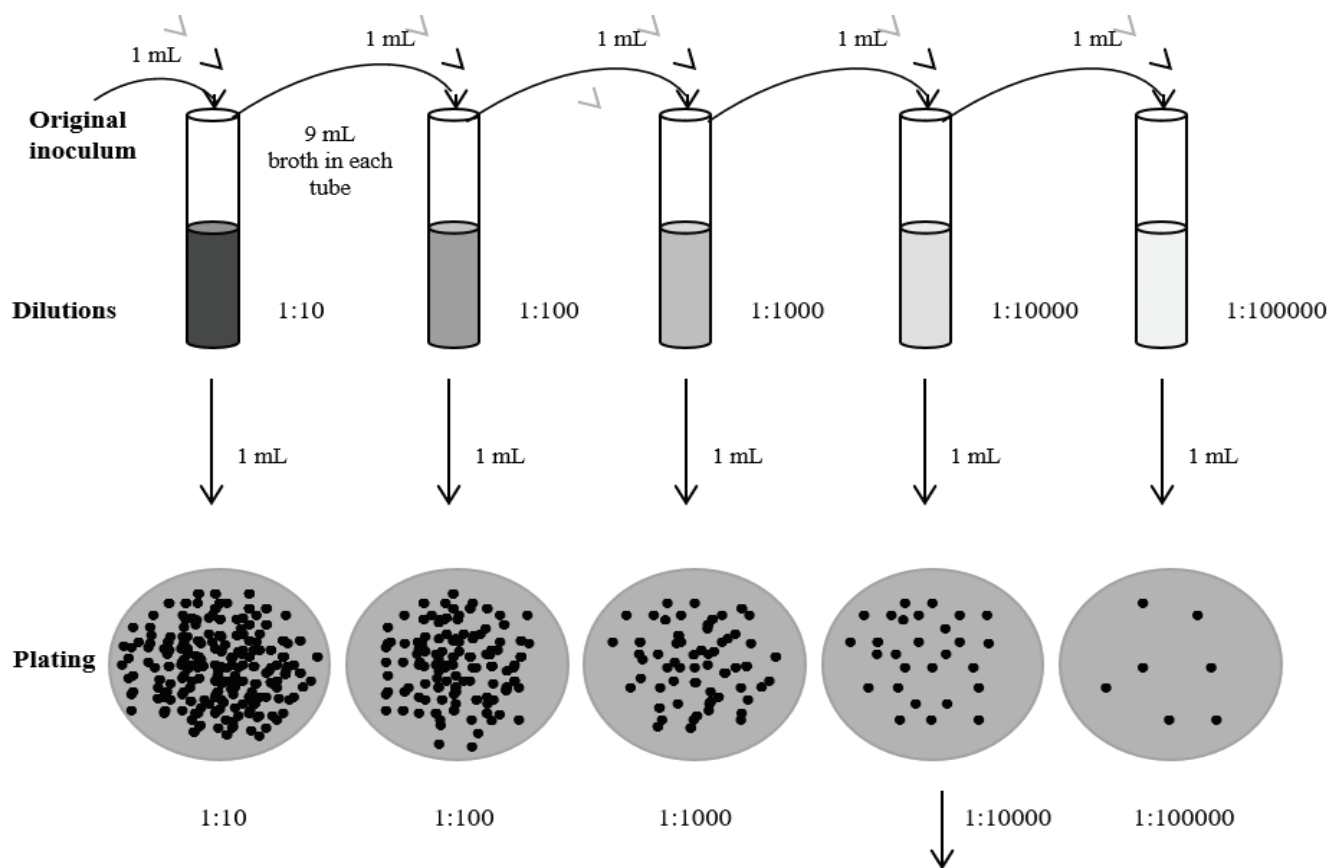 1 mL
1 mL
1 mL
1 mL
1 mL
Original
inoculum
9 mL
broth in each
tube
Dilutions
1:10
1:100
1:1000
1:10000
1:100000
1 mL
1 mL
1 mL
1 mL
1 mL
Plating
1:10
1:100
1:1000
1:10000
1:100000